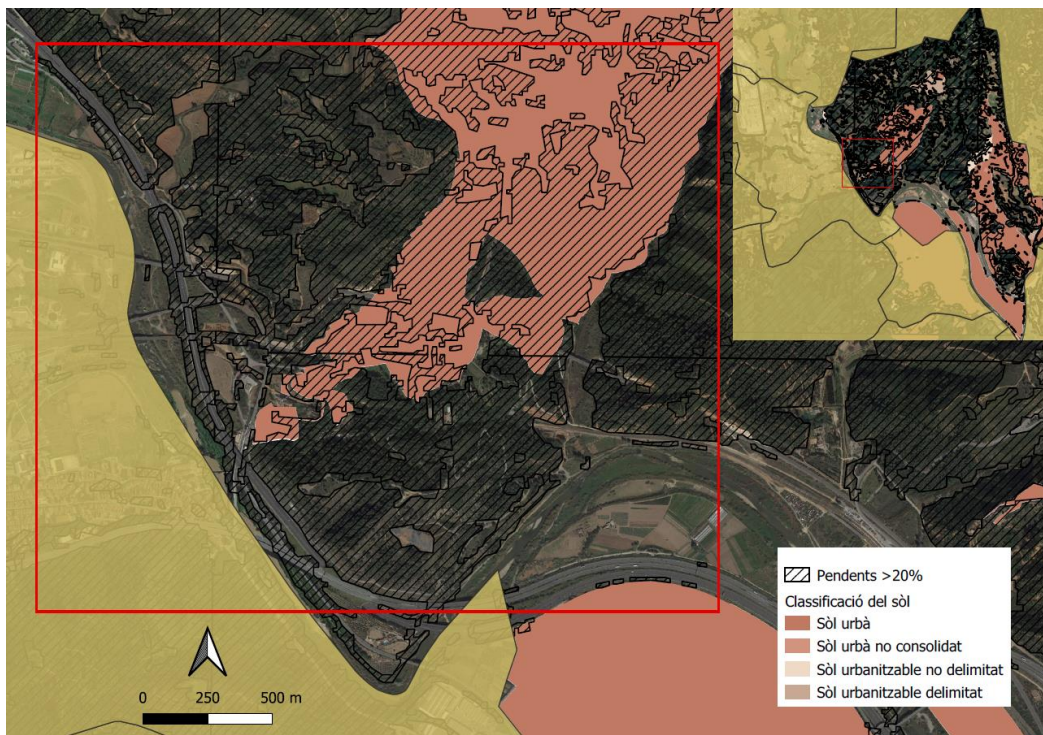 Pendents >20%
Classificació del sòl
Sòl urbà
Sòl urbà no consolidat
Sòl urbanitzable no delimitat
Sòl urbanitzable delimitat
0 250 500 m